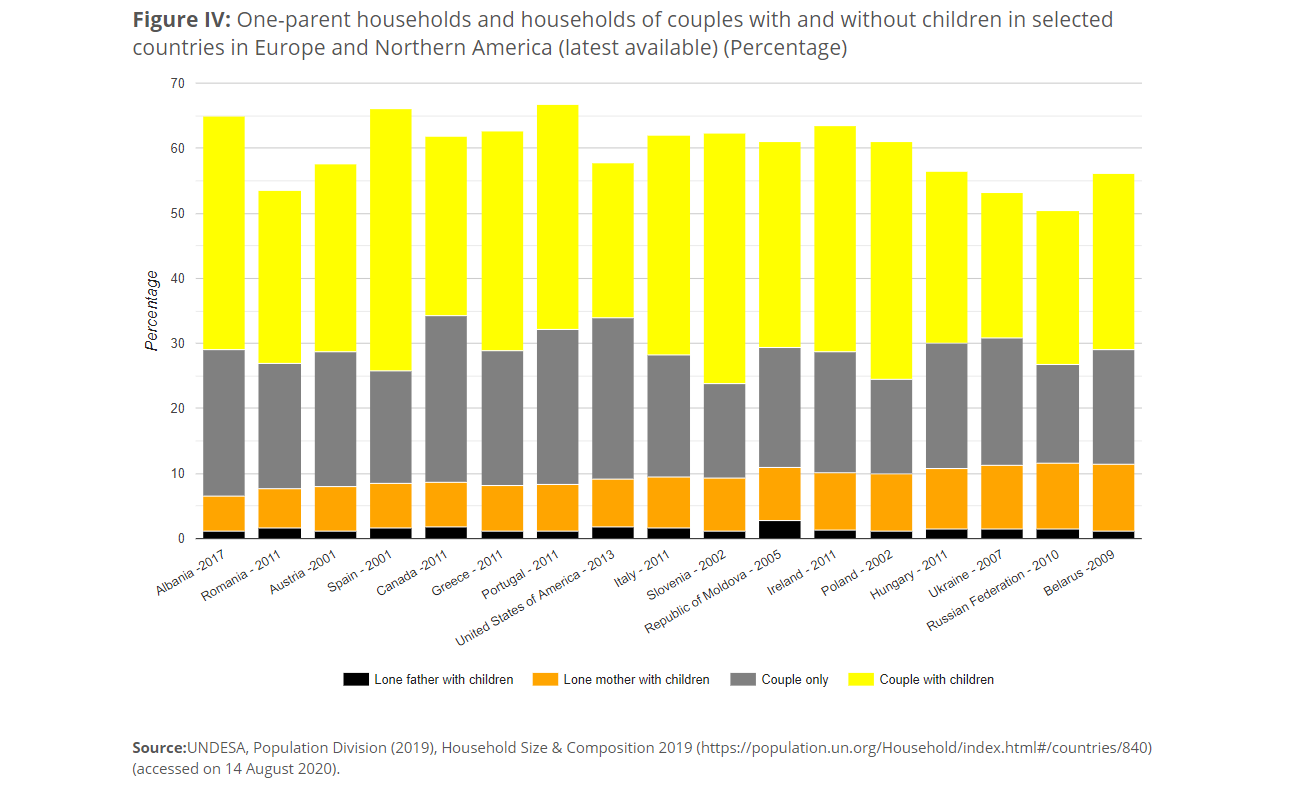 Figure IV: One-parent households and households of couples with and without children in selected
countries in Europe and Northern America (latest available) (Percentage)
70
60
50
40
30
20
10
0
Percentage
Albania -2017
Romania - 2011
Austria -2001
Spain - 2001
Canada -2011
Greece - 2011
Portugal - 2011
United States of America - 2013
Italy - 2011
Slovenia - 2002
Republic of Moldova - 2005
Ireland - 2011
Poland - 2002
Hungary - 2011
Ukraine - 2007
Russian Federation - 2010
Belarus -2009
Lone father with children
Lone mother with children
Couple only
Couple with children
Source:UNDESA, Population Division (2019), Household Size & Composition 2019 (https://population.un.org/Household/index.html#/countries/840)
(accessed on 14 August 2020).